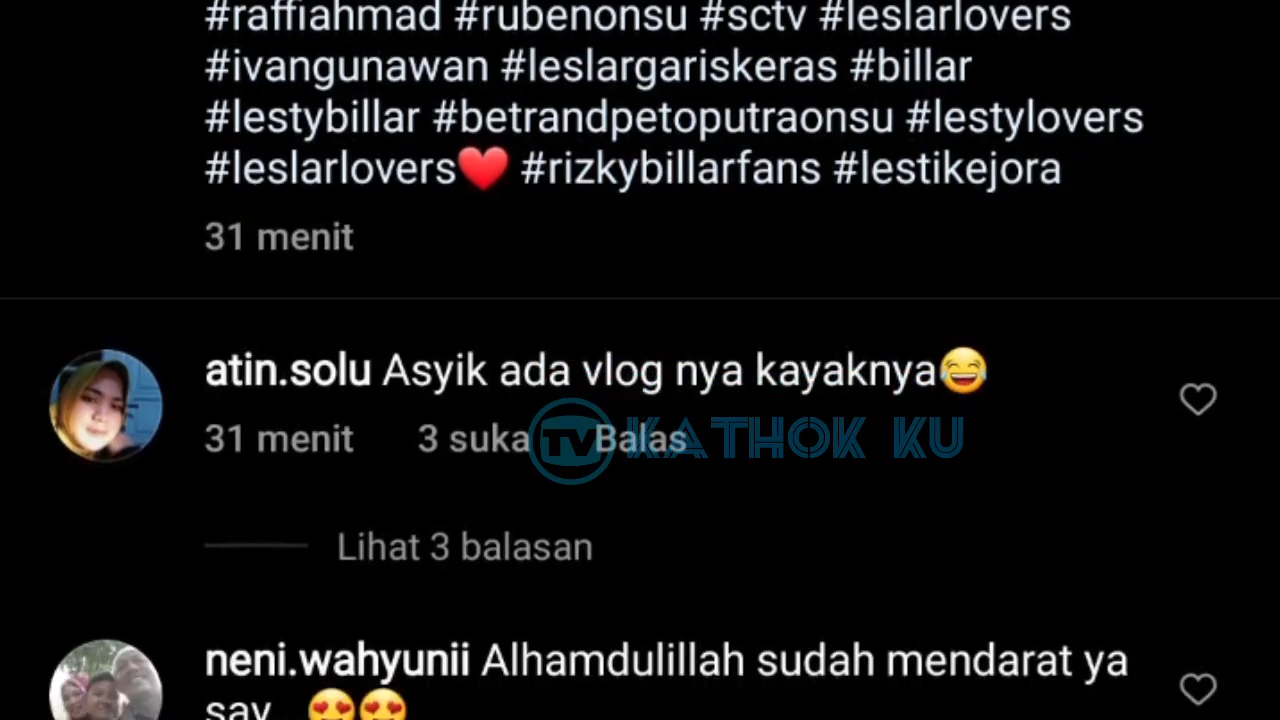 #raffiahmad #rubenonsu #sctv #leslarlovers
#ivangunawan #leslargariskeras #billar
#lestybillar #betrandpetoputraonsu #lestylovers
#leslarlovers❤️ #rizkybillarfans #lestikejora
31 menit
atin.solu Asyik ada vlog nya kayaknya😂
31 menit 3 suka Balas
TV KATHOK KU
Lihat 3 balasan
neni.wahyunii Alhamdulillah sudah mendarat ya
say...😍😍